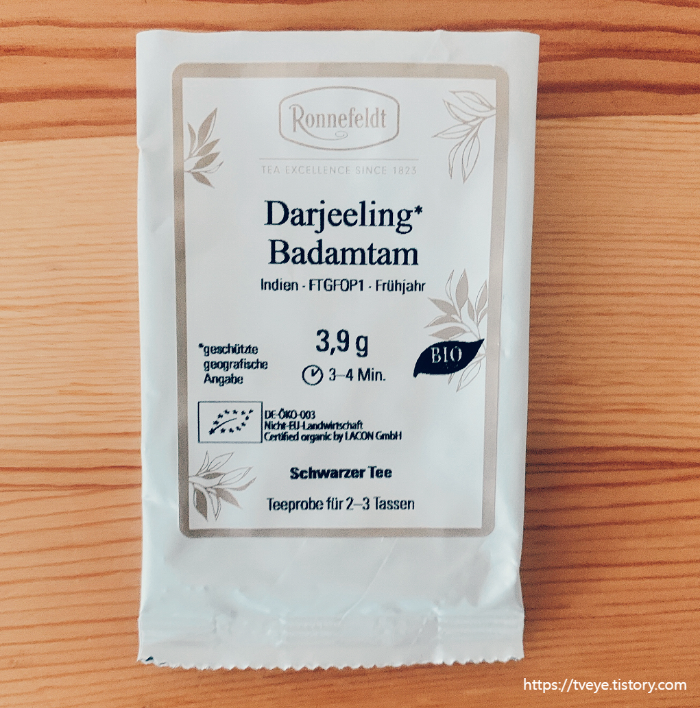 Ronnefeldt
TEA EXCELLENCE SINCE 1823
Darjeeling*
Badamtam
Indien · FTGFOP1 · Frühjahr
3,9 g
3–4 Min.
*geschützte
geografische
Angabe
BIO
DE-ÖKO-003
Nicht-EU-Landwirtschaft
Certified organic by LACON GmbH
Schwarzer Tee
Teeprobe für 2–3 Tassen
https://tveye.tistory.com